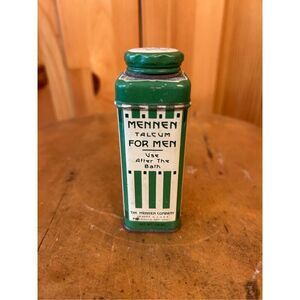 MENNEN
TALCUM
FOR MEN
Use
After The
Bath
THE MENNEN COMPANY